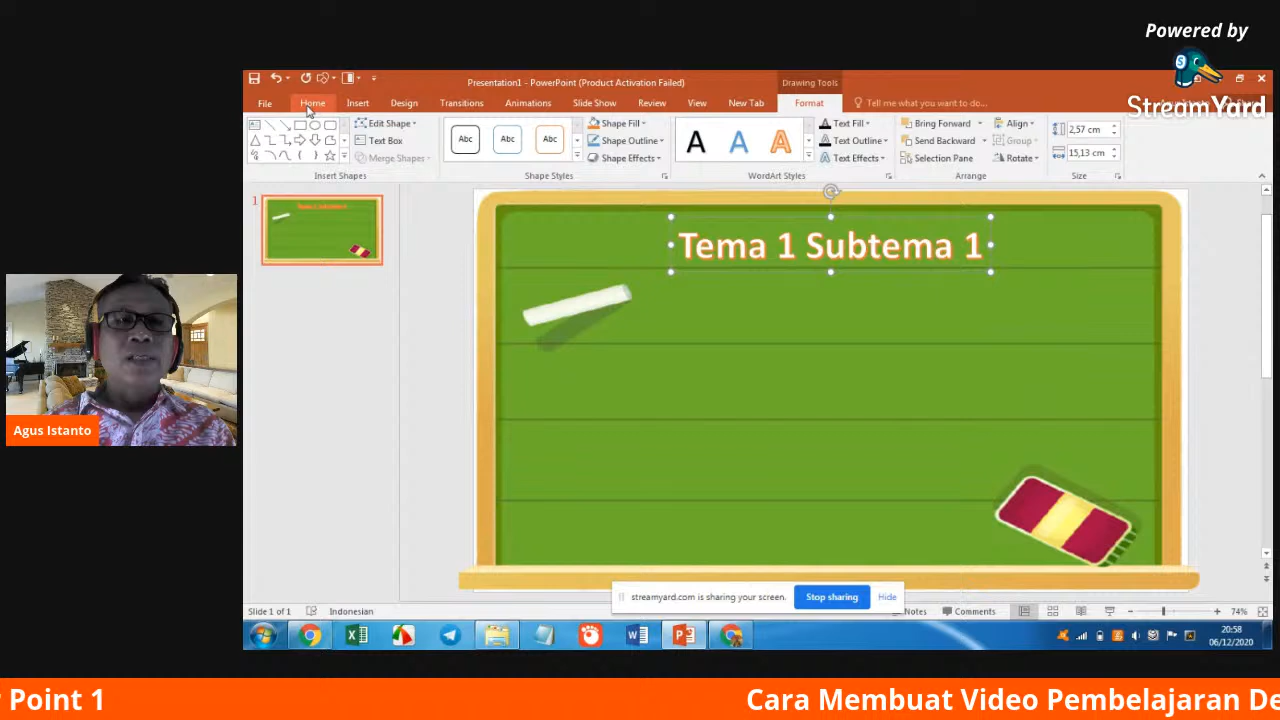 Powered by
StreamYard
Presentation1 - PowerPoint (Product Activation Failed)
Drawing Tools
File Home Insert Design Transitions Animations Slide Show Review View New Tab Format Tell me what you want to do...
Edit Shape
Text Box
Merge Shapes
Insert Shapes
Abc Abc Abc
Shape Fill
Shape Outline
Shape Effects
Shape Styles
A A A
Text Fill
Text Outline
Text Effects
WordArt Styles
Bring Forward
Send Backward
Selection Pane
Align
Group
Rotate
Arrange
2,57 cm
15,13 cm
Size
1
Tema 1 Subtema 1
Tema 1 Subtema 1
Agus Istanto
streamyard.com is sharing your screen. Stop sharing Hide
Slide 1 of 1 Indonesian Notes Comments 74%
20:58
06/12/2020
Point 1 Cara Membuat Video Pembelajaran De